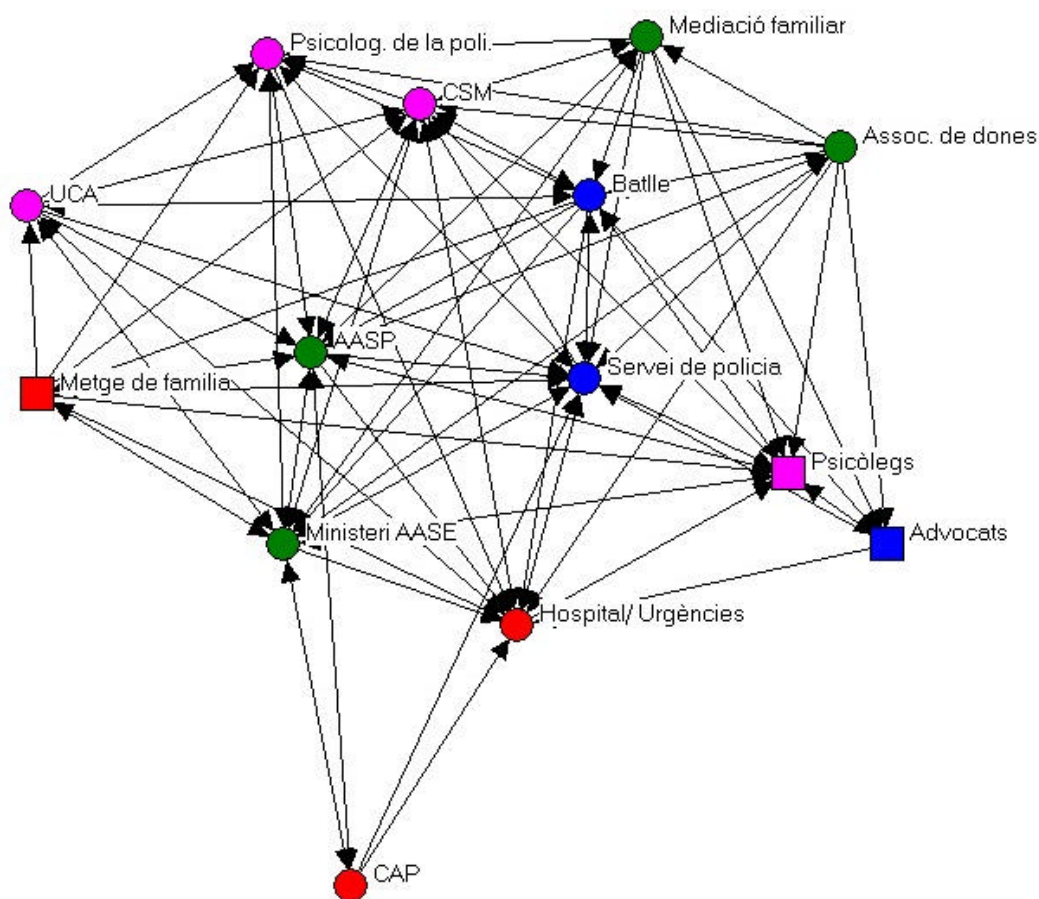 Mediació familiar
Psicolog. de la poli.
CSM
Assoc. de dones
Batlle
UCA
AASP
Servei de policia
Metge de familia
Psicòlegs
Ministeri AASE
Advocats
Hospital/ Urgències
CAP